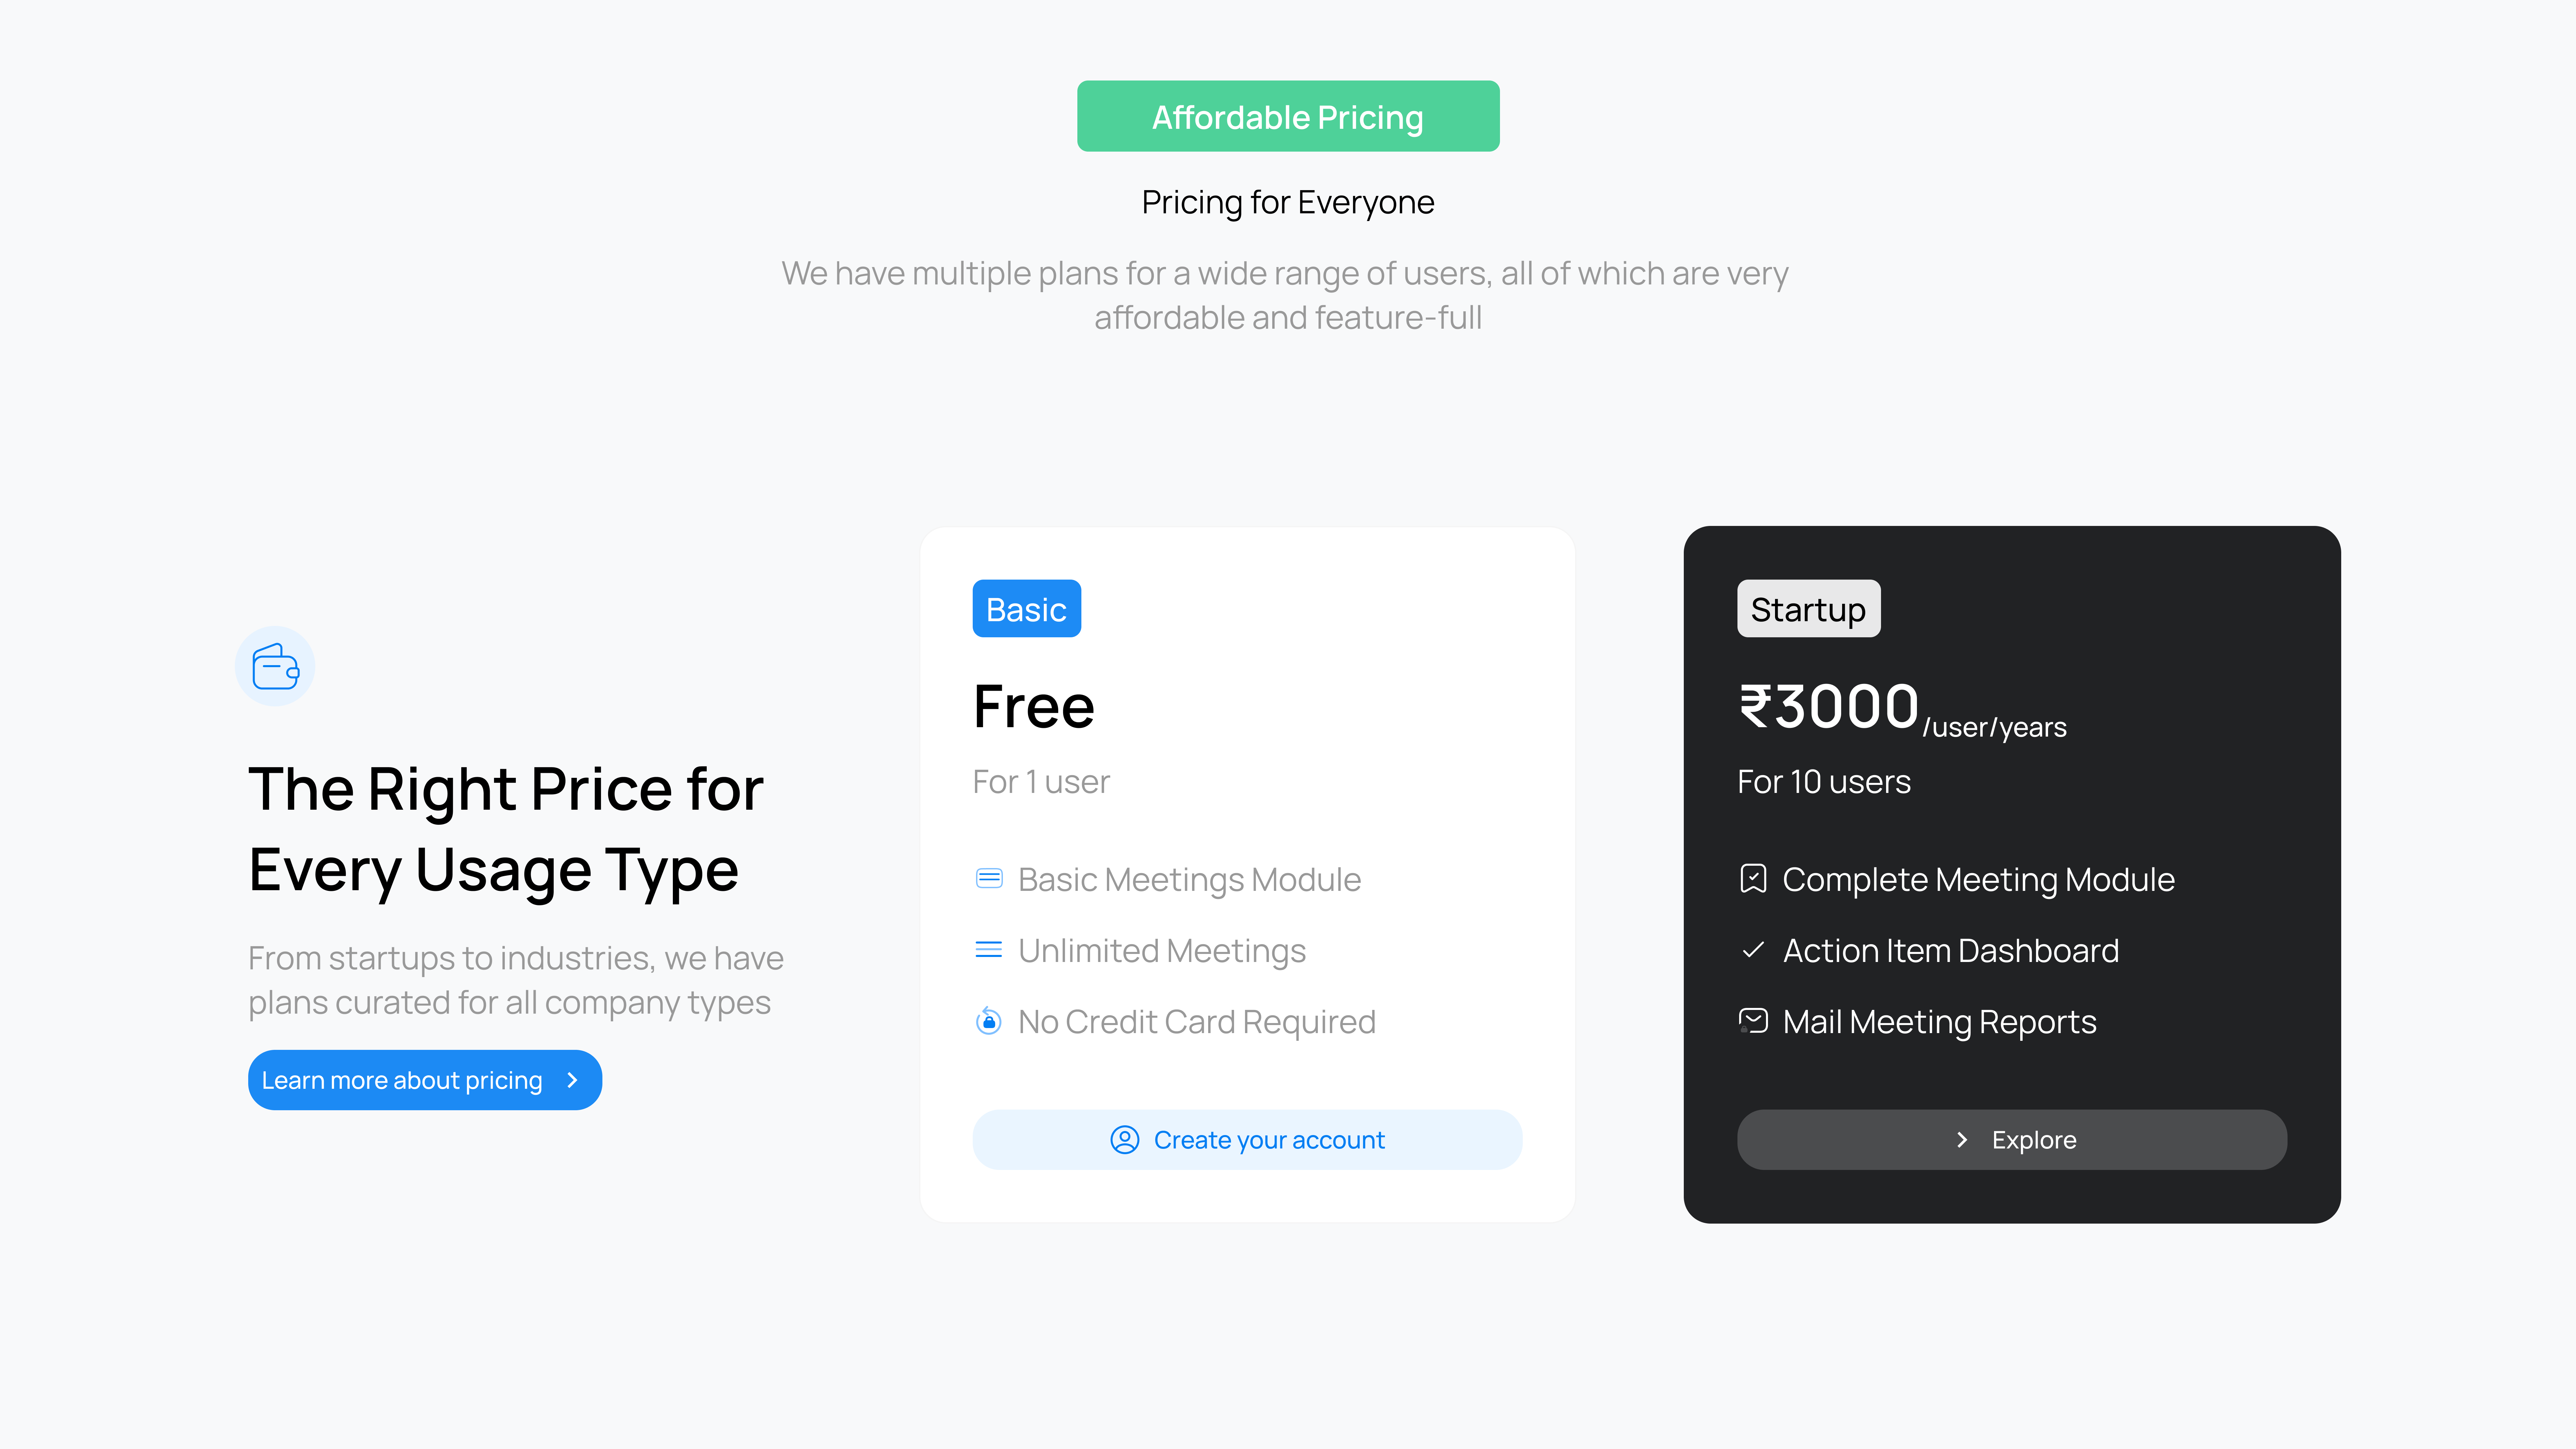 Affordable Pricing
Pricing for Everyone
We have multiple plans for a wide range of users, all of which are very
affordable and feature-full
The Right Price for
Every Usage Type
From startups to industries, we have
plans curated for all company types
Learn more about pricing
Basic
Free
For 1 user
Basic Meetings Module
Unlimited Meetings
No Credit Card Required
Create your account
Startup
₹3000/user/years
For 10 users
Complete Meeting Module
Action Item Dashboard
Mail Meeting Reports
Explore